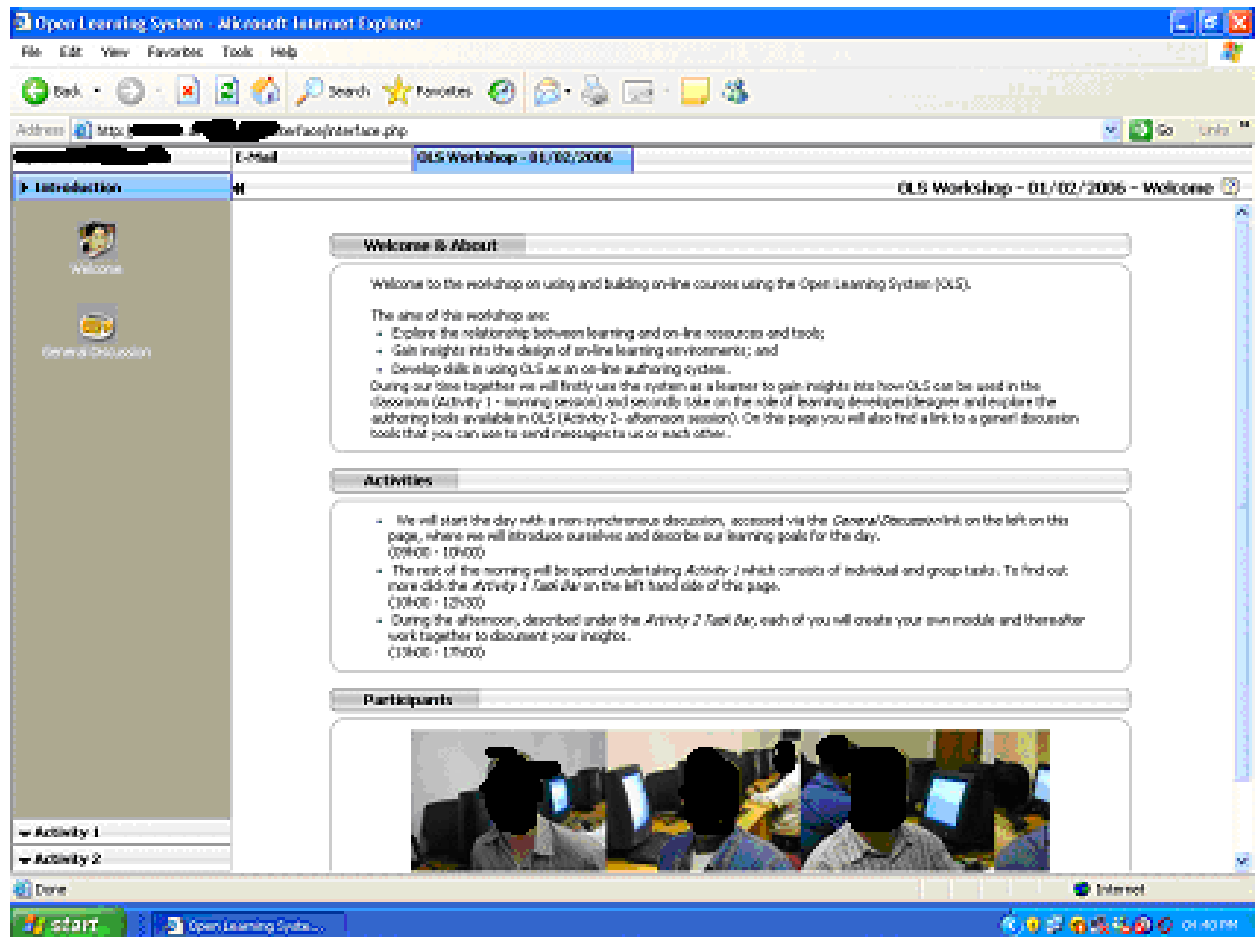 Open Learning System - Microsoft Internet Explorer
File Edit View Favorites Tools Help
Back Search Favorites
Address http:// erface/interface.php Go Links
E-Mail OLS Workshop - 01/02/2006
Introduction OLS Workshop - 01/02/2006 - Welcome
Welcome
General Discussion
Welcome & About
Welcome to the workshop on using and building on-line courses using the Open Learning System (OLS).
The aims of this workshop are:
- Explore the relationship between learning and on-line resources and tools;
- Gain insights into the design of on-line learning environments; and
- Develop skills in using OLS as an on-line authoring system.
During our time together we will firstly use the system as a learner to gain insights into how OLS can be used in the
classroom (Activity 1 - morning session) and secondly take on the role of learning developer/designer and explore the
authoring tools available in OLS (Activity 2- afternoon session). On this page you will also find a link to a generl discussion
tools that you can use to send messages to us or each other.
Activities
- We will start the day with a non-synchronous discussion, accessed via the General Discussion link on the left on this
page, where we will introduce ourselves and describe our learning goals for the day.
(09h00 - 10h00)
- The rest of the morning will be spend undertaking Activity 1 which consists of individual and group tasks. To find out
more click the Activity 1 Task Bar on the left hand side of this page.
(10h00 - 12h30)
- During the afternoon, described under the Activity 2 Task Bar, each of you will create your own module and thereafter
work together to document your insights.
(13h00 - 17h00)
Participants
Activity 1
Activity 2
Done Internet
start Open Learning Syste... 04:40 PM